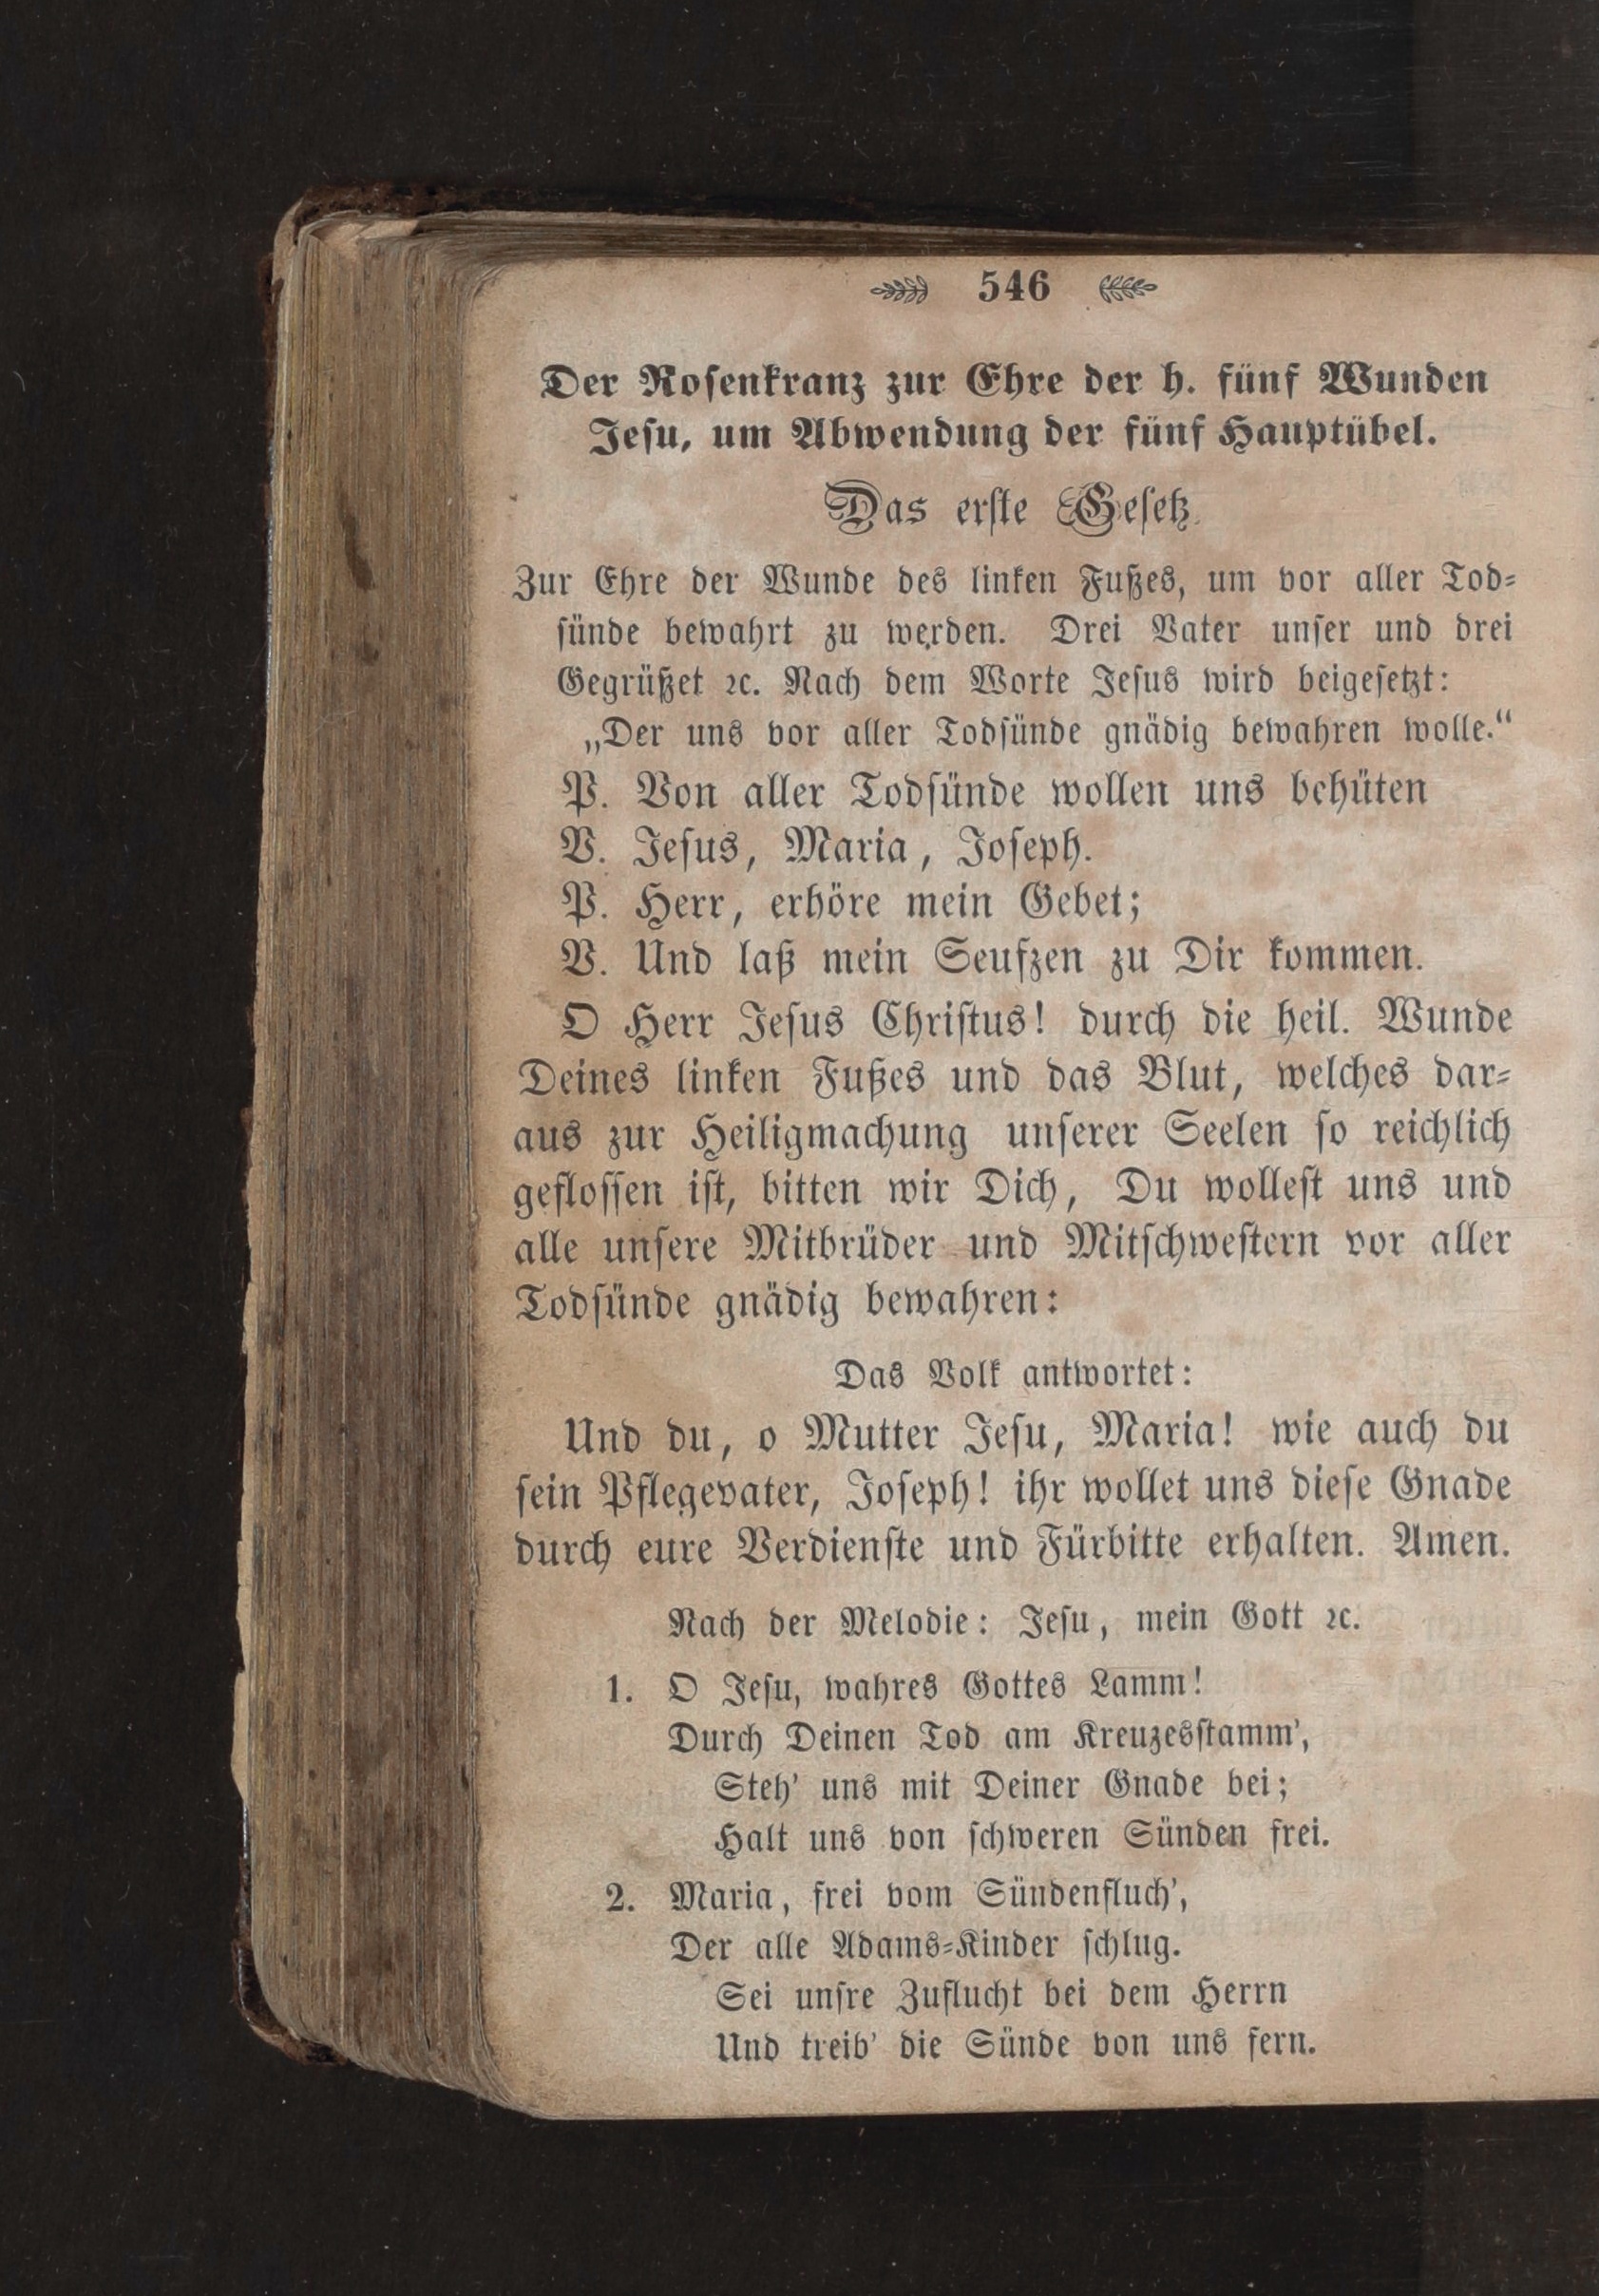 546
Der Rosenkranz zur Ehre der h. fünf Wunden
Jesu, um Abwendung der fünf Hauptübel.
Das erste Gesetz.
Zur Ehre der Wunde des linken Fußes, um vor aller Tod-
sünde bewahrt zu werden. Drei Vater unser und drei
Gegrüßet ꝛc. Nach dem Worte Jesus wird beigesetzt:
„Der uns vor aller Todsünde gnädig bewahren wolle.“
P. Von aller Todsünde wollen uns behüten
V. Jesus, Maria, Joseph.
P. Herr, erhöre mein Gebet;
V. Und laß mein Seufzen zu Dir kommen.
O Herr Jesus Christus! durch die heil. Wunde
Deines linken Fußes und das Blut, welches dar-
aus zur Heiligmachung unserer Seelen so reichlich
geflossen ist, bitten wir Dich, Du wollest uns und
alle unsere Mitbrüder und Mitschwestern vor aller
Todsünde gnädig bewahren:
Das Volk antwortet:
Und du, o Mutter Jesu, Maria! wie auch du
sein Pflegevater, Joseph! ihr wollet uns diese Gnade
durch eure Verdienste und Fürbitte erhalten. Amen.
Nach der Melodie: Jesu, mein Gott ꝛc.
1. O Jesu, wahres Gottes Lamm!
Durch Deinen Tod am Kreuzesstamm’,
Steh’ uns mit Deiner Gnade bei;
Halt uns von schweren Sünden frei.
2. Maria, frei vom Sündenfluch’,
Der alle Adams-Kinder schlug.
Sei unsre Zuflucht bei dem Herrn
Und treib’ die Sünde von uns fern.